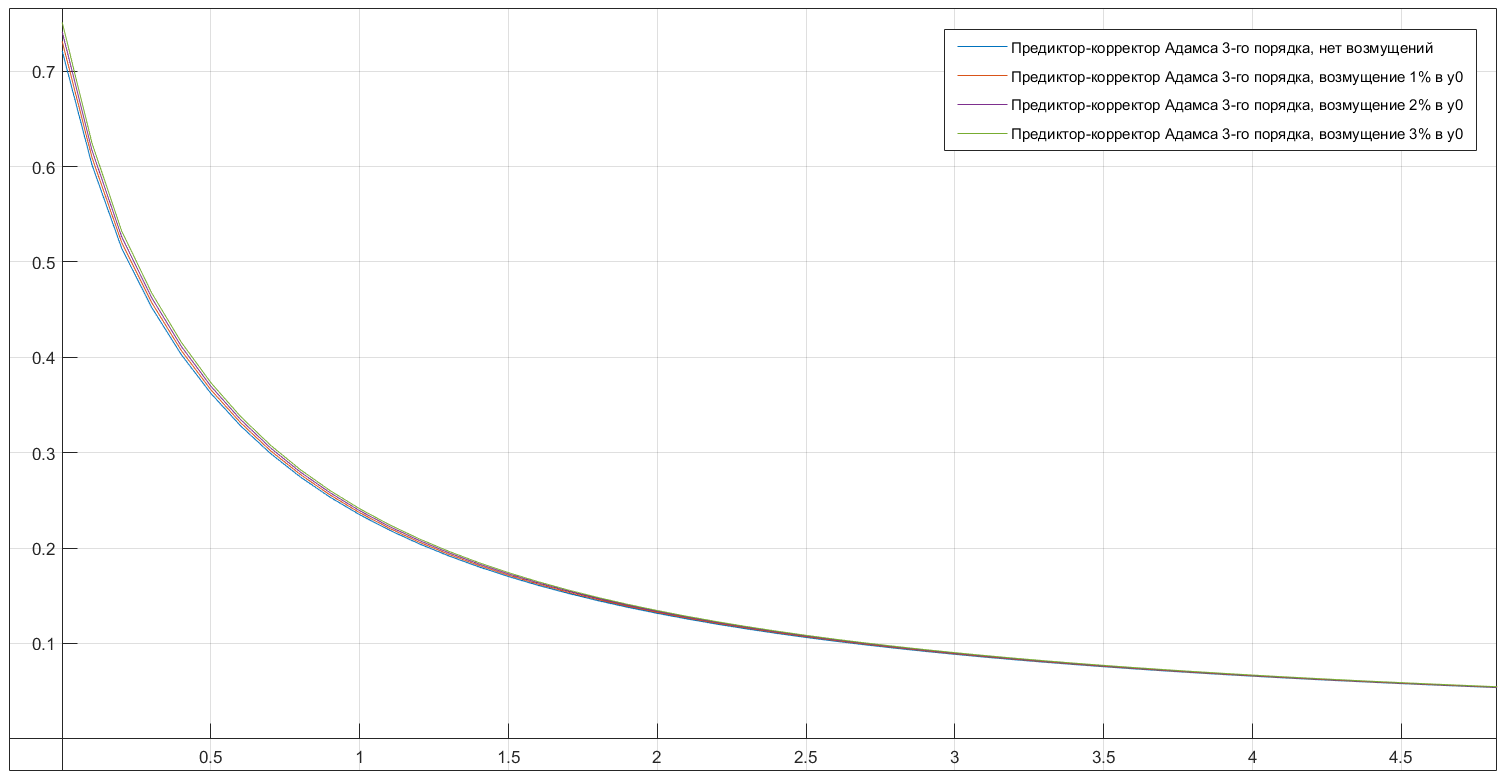 Предиктор-корректор Адамса 3-го порядка, нет возмущений
Предиктор-корректор Адамса 3-го порядка, возмущение 1% в y0
Предиктор-корректор Адамса 3-го порядка, возмущение 2% в y0
Предиктор-корректор Адамса 3-го порядка, возмущение 3% в y0
0.7
0.6
0.5
0.4
0.3
0.2
0.1
0.5 1 1.5 2 2.5 3 3.5 4 4.5